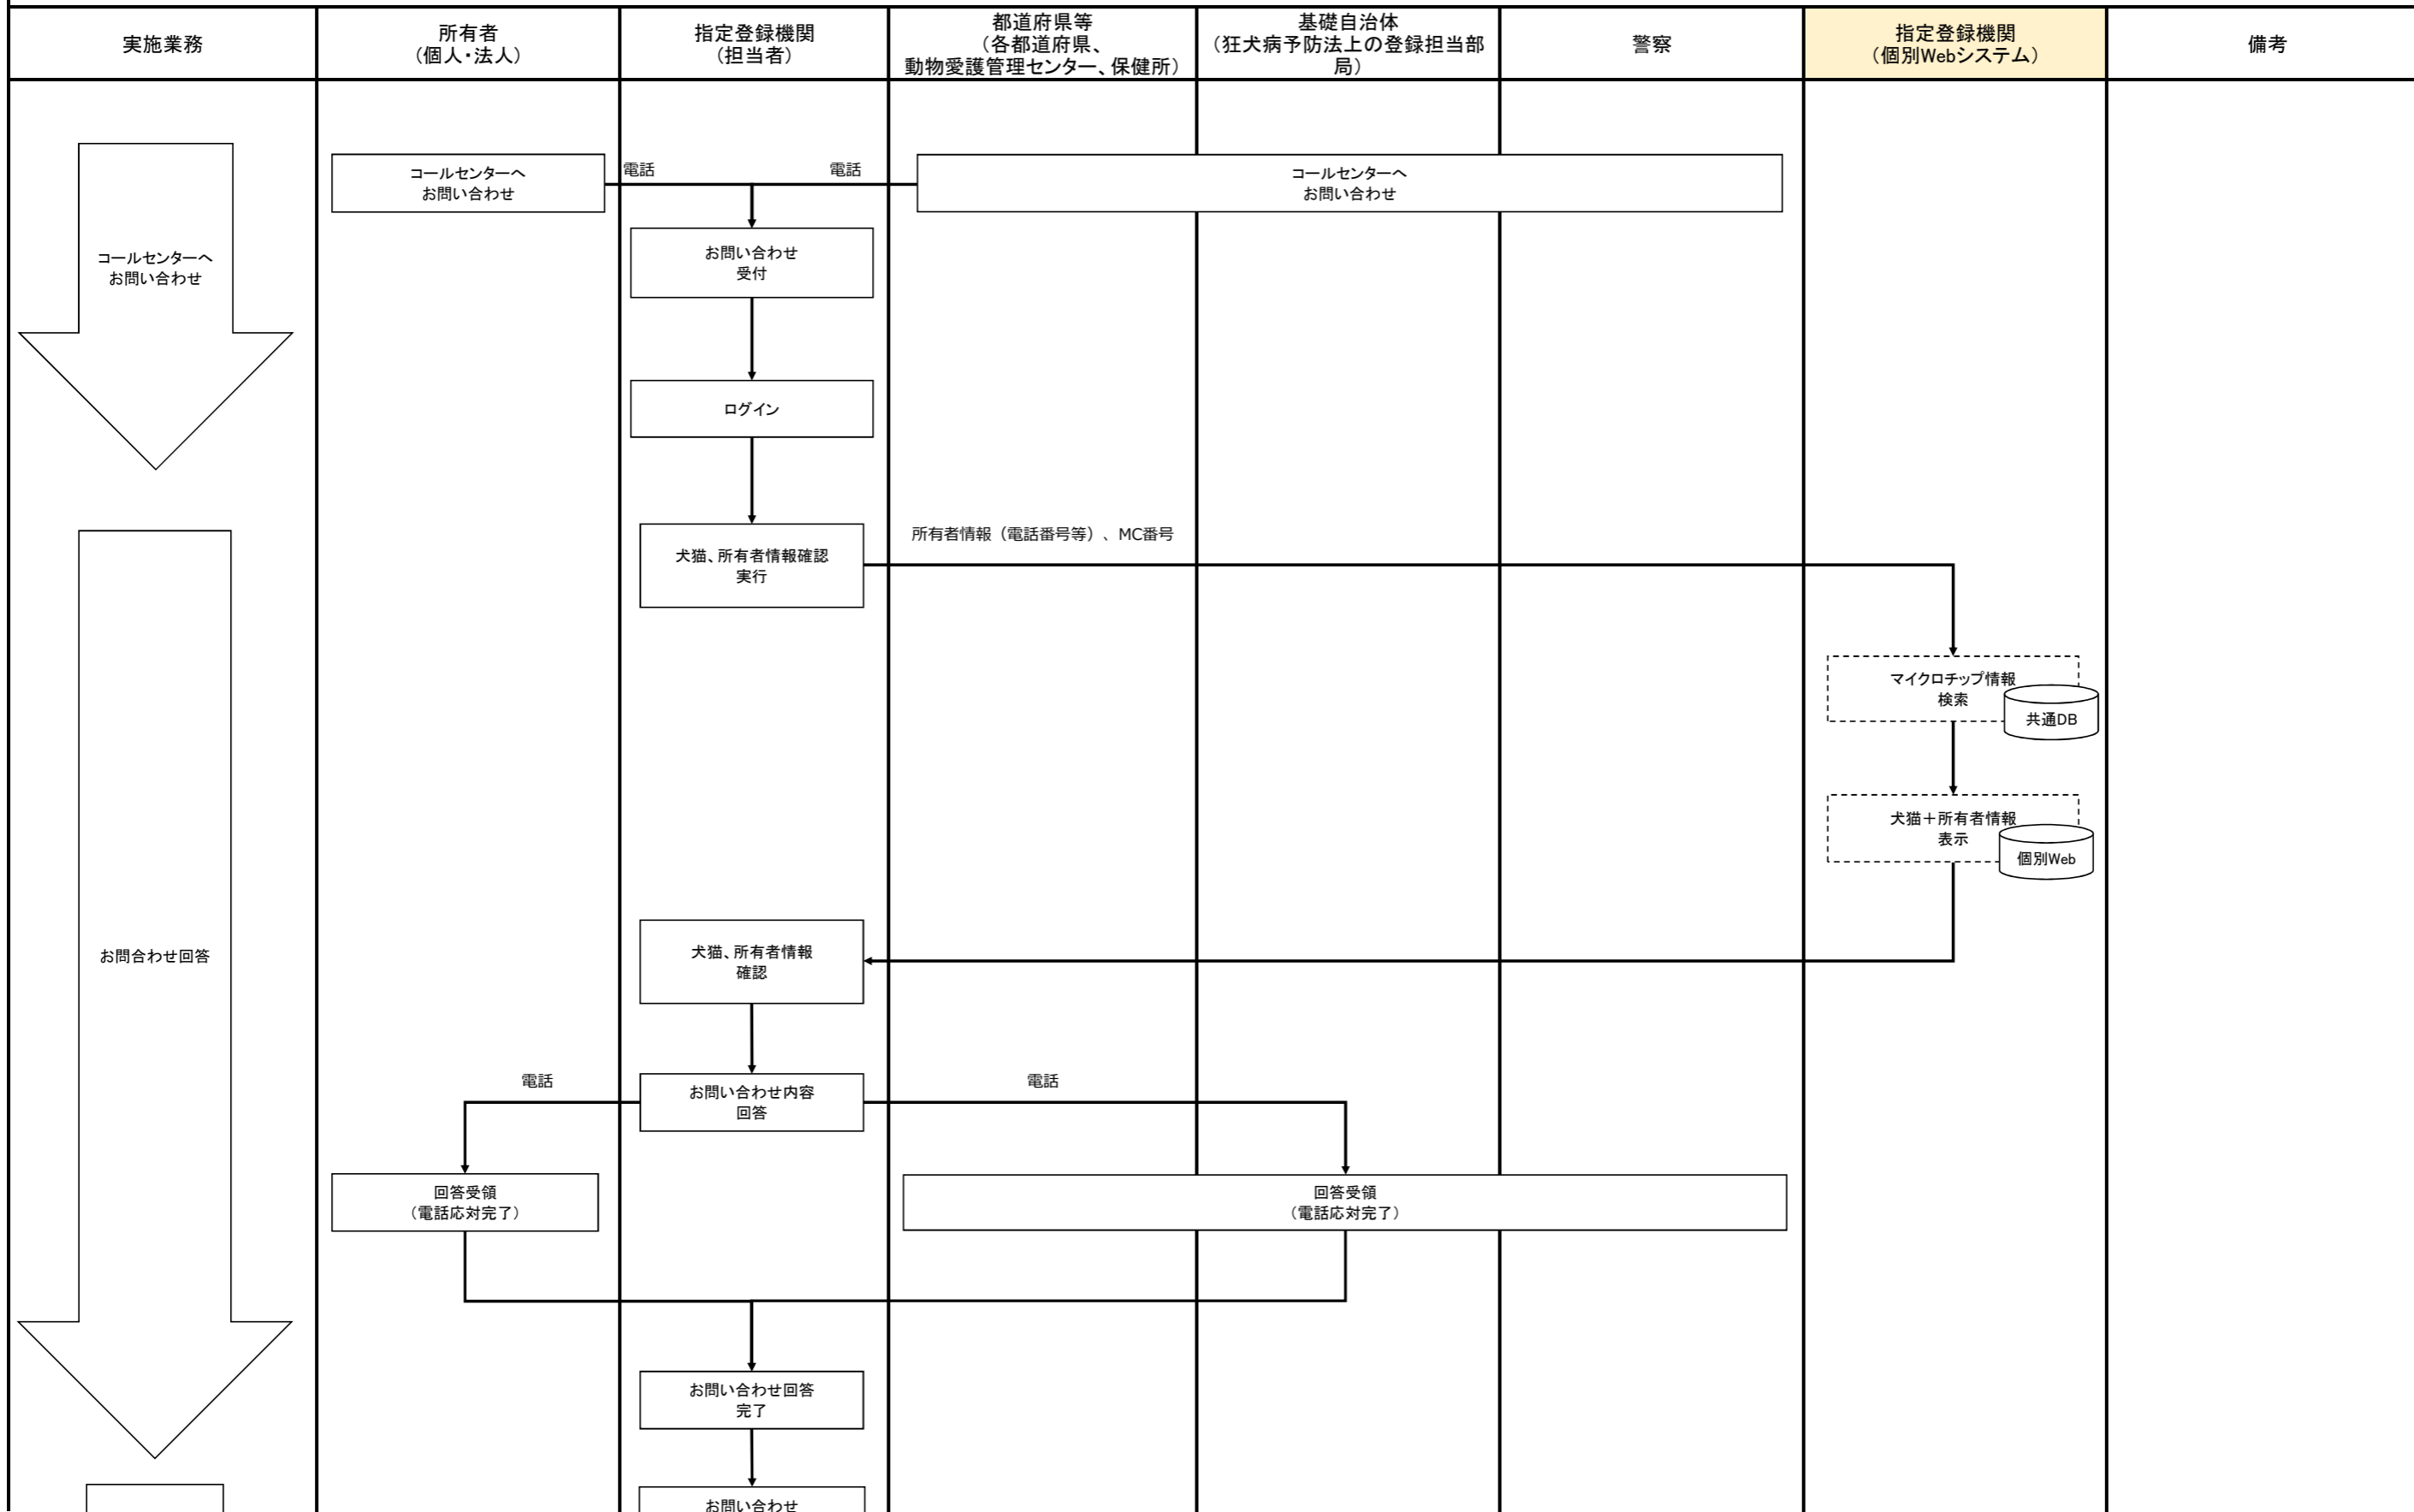 実施業務
所有者
（個人・法人）
指定登録機関
（担当者）
都道府県等
（各都道府県、
動物愛護管理センター、保健所）
基礎自治体
（狂犬病予防法上の登録担当部
局）
警察
指定登録機関
（個別Webシステム）
備考
コールセンターへ
お問い合わせ
コールセンターへ
お問い合わせ
電話
電話
コールセンターへ
お問い合わせ
お問い合わせ
受付
ログイン
犬猫、所有者情報確認
実行
所有者情報（電話番号等）、MC番号
マイクロチップ情報
検索
共通DB
犬猫＋所有者情報
表示
個別Web
お問合わせ回答
犬猫、所有者情報
確認
電話
お問い合わせ内容
回答
電話
回答受領
（電話応対完了）
回答受領
（電話応対完了）
お問い合わせ回答
完了
お問い合わせ